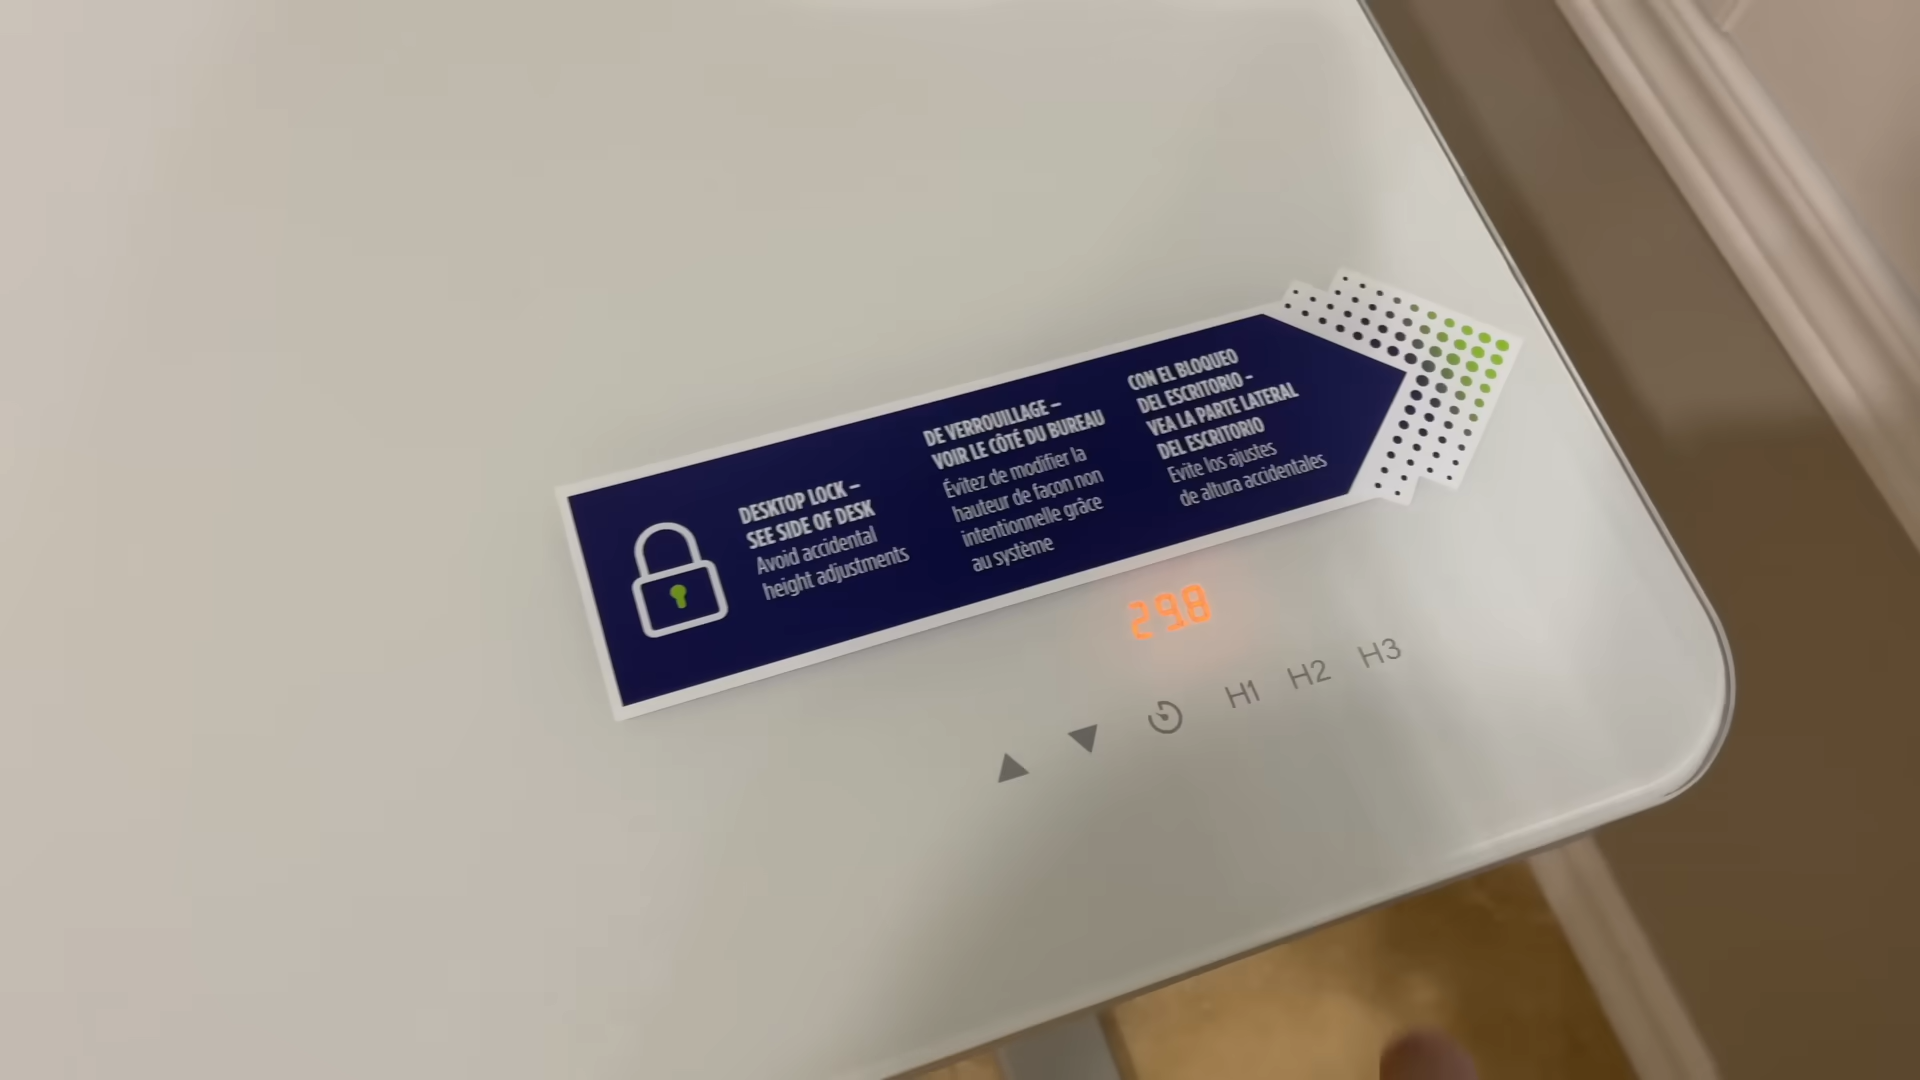 DESKTOP LOCK –
SEE SIDE OF DESK
Avoid accidental
height adjustments
DE VERROUILLAGE –
VOIR LE CÔTÉ DU BUREAU
Évitez de modifier la
hauteur de façon non
intentionnelle grâce
au système
CON EL BLOQUEO
DEL ESCRITORIO –
VEA LA PARTE LATERAL
DEL ESCRITORIO
Evite los ajustes
de altura accidentales
29.8
H1 H2 H3